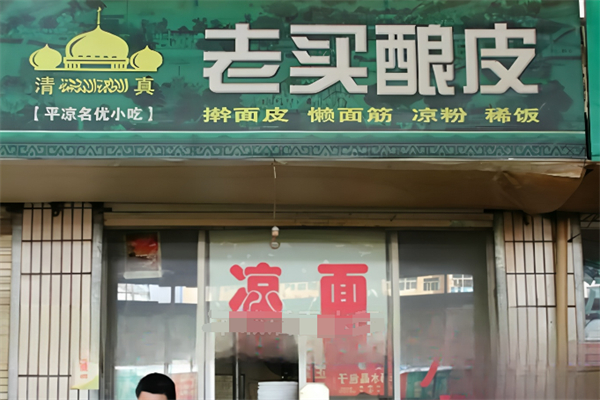 老买酿皮
清 真
【平凉名优小吃】
擀面皮 懒面筋 凉粉 稀饭
凉 面